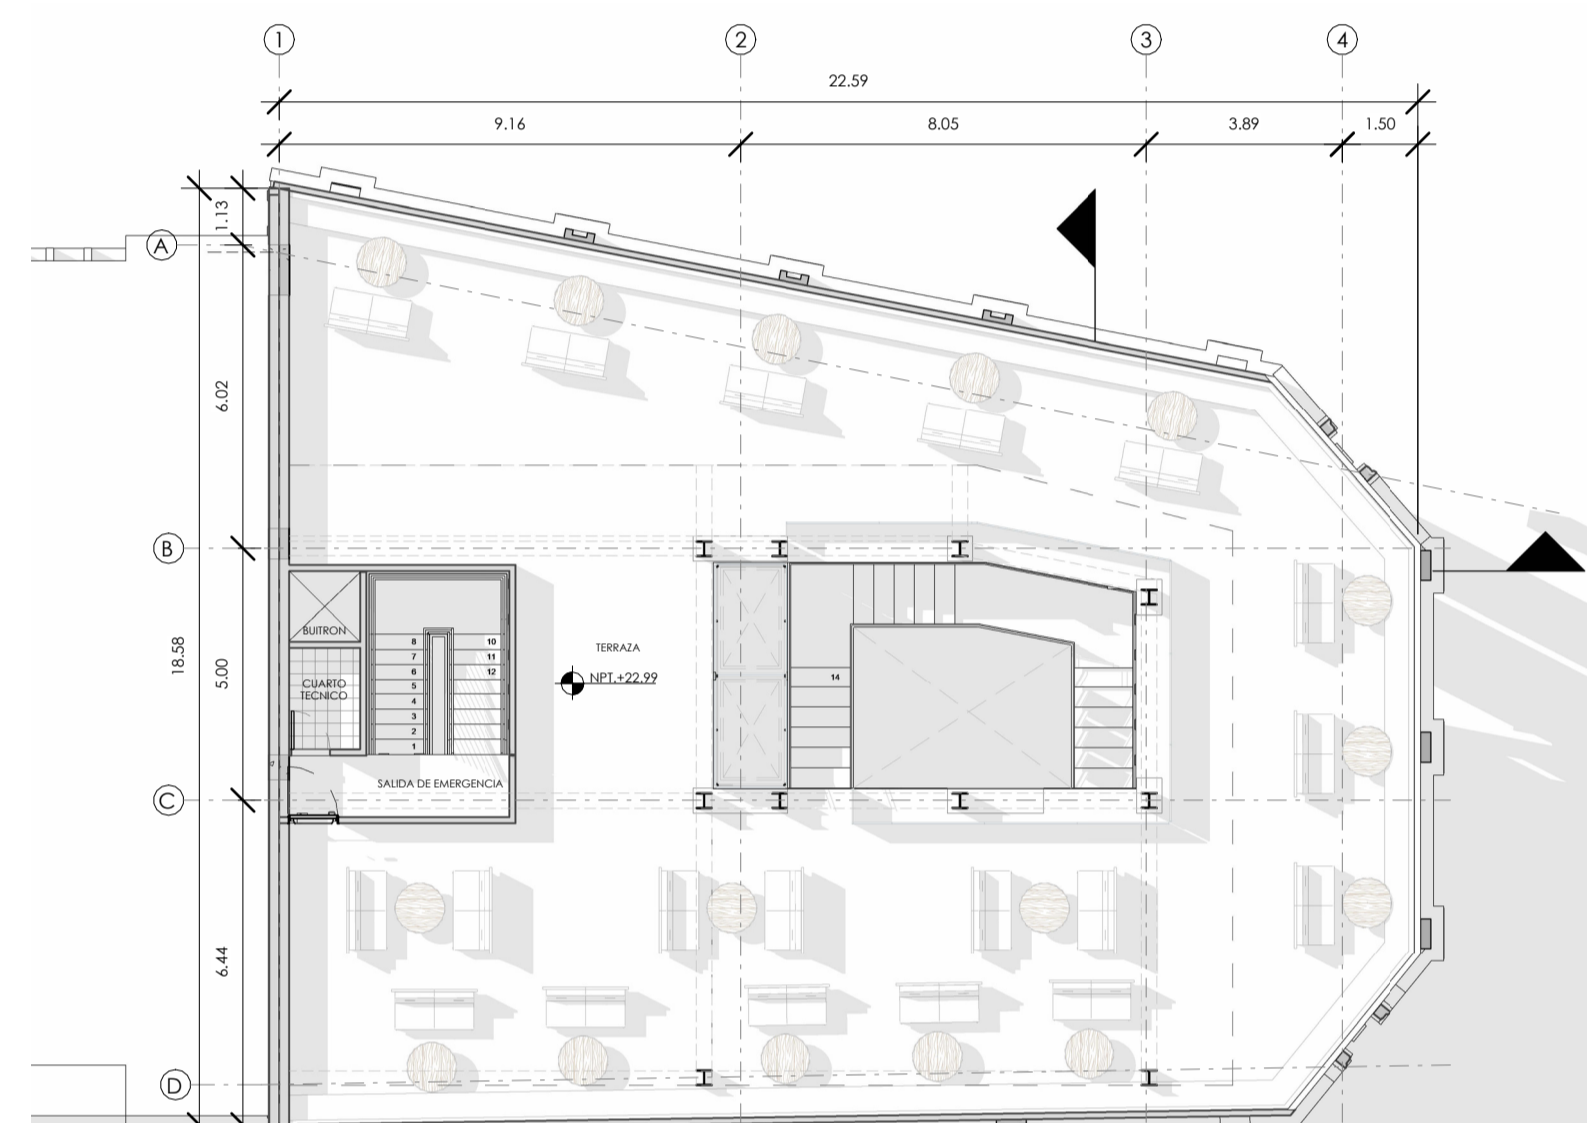 1
2
3
4
22.59
9.16
8.05
3.89
1.50
1.13
A
6.02
B
BUITRON
8
10
7
11
6
12
5
4
3
2
1
CUARTO
TECNICO
TERRAZA
NPT.+22.99
14
18.58
5.00
SALIDA DE EMERGENCIA
C
6.44
D